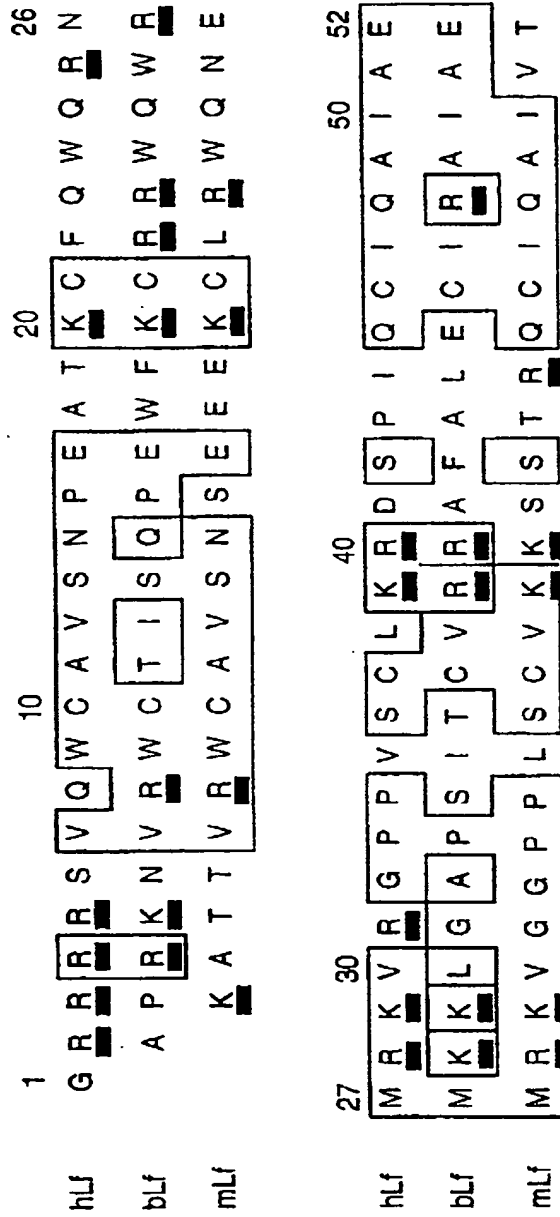 1 10 20 26
hLf G R R R R S V Q W C A V S N P E A T K C F Q W Q R N
bLf A P R K N V R W C T I S Q P E W F K C R R W Q W R
mLf K A T T V R W C A V S N S E E E K C L R W Q N E
27 30 40 50 52
hLf M R K V R G P P V S C L K R D S P I Q C I Q A I A E
bLf M K K L G A P S I T C V R R A F A L E C I R A I A E
mLf M R K V G G P P L S C V K K S S T R Q C I Q A I V T